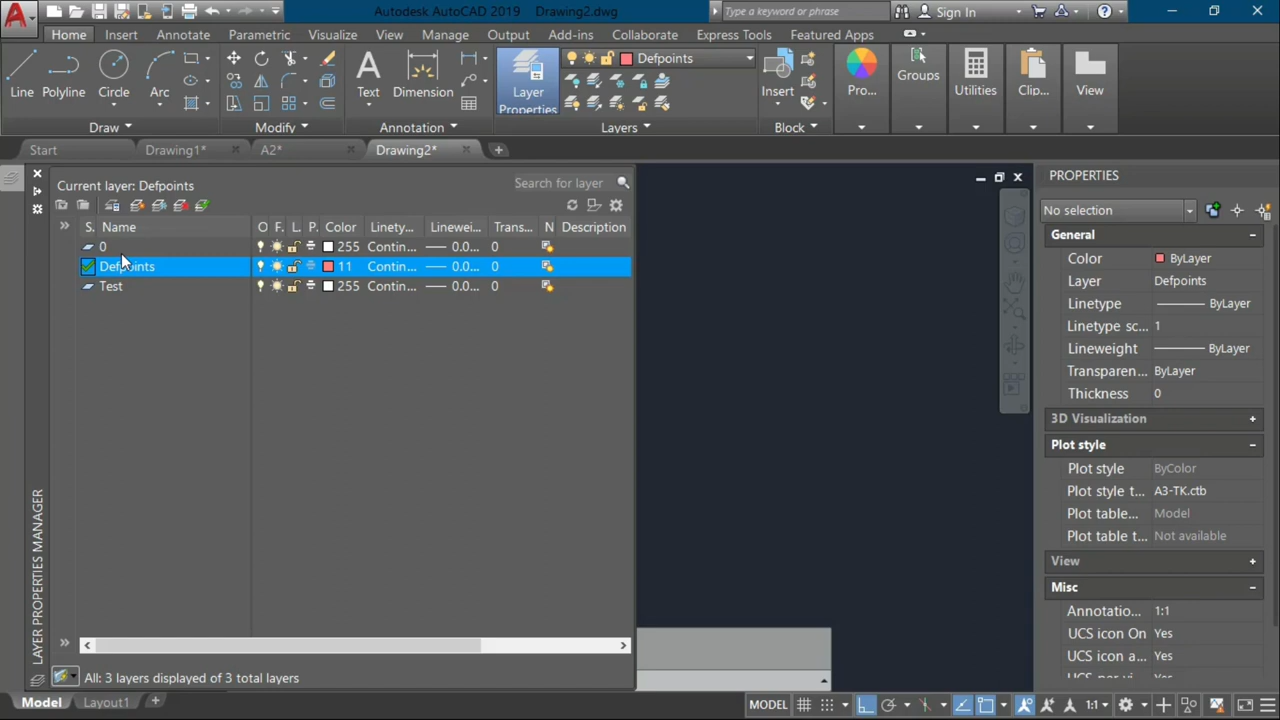 Autodesk AutoCAD 2019 Drawing2.dwg
Type a keyword or phrase
Sign In
Home Insert Annotate Parametric Visualize View Manage Output Add-ins Collaborate Express Tools Featured Apps
Line Polyline Circle Arc
Text Dimension
Layer Properties
Defpoints
Insert
Pro...
Groups
Utilities
Clip...
View
Draw Modify Annotation Layers Block
Start Drawing1* A2* Drawing2*
Current layer: Defpoints
Search for layer
S. Name O F. L. P. Color Linety... Linewei... Trans... N Description
0 255 Contin... 0.0... 0
Defpoints 11 Contin... 0.0... 0
Test 255 Contin... 0.0... 0
LAYER PROPERTIES MANAGER
All: 3 layers displayed of 3 total layers
PROPERTIES
No selection
General
Color ByLayer
Layer Defpoints
Linetype ByLayer
Linetype sc... 1
Lineweight ByLayer
Transparen... ByLayer
Thickness 0
3D Visualization
Plot style
Plot style ByColor
Plot style t... A3-TK.ctb
Plot table... Model
Plot table t... Not available
View
Misc
Annotatio... 1:1
UCS icon On Yes
UCS icon a... Yes
Model Layout1
MODEL 1:1